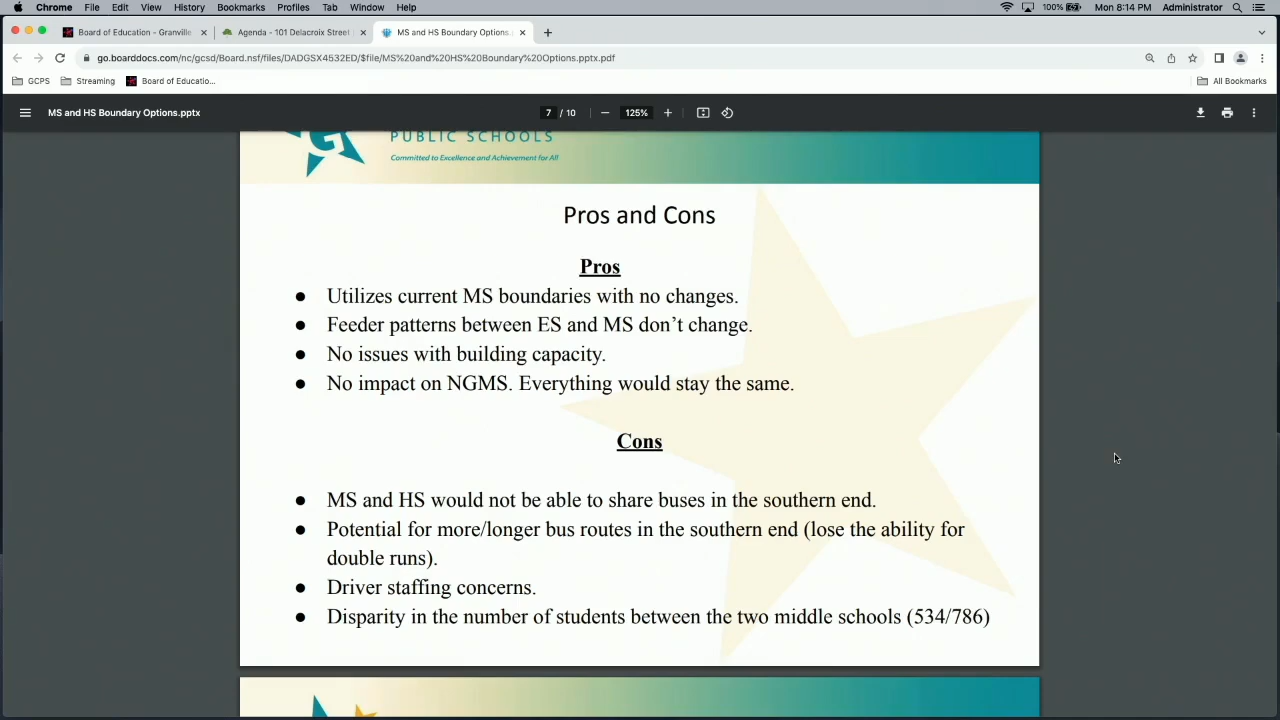 Chrome File Edit View History Bookmarks Profiles Tab Window Help 100% Mon 8:14 PM Administrator
Board of Education - Granville Agenda - 101 Delacroix Street MS and HS Boundary Options.
go.boarddocs.com/nc/gcsd/Board.nsf/files/DADGSX4532ED/$file/MS%20and%20HS%20Boundary%20Options.pptx.pdf
GCPS Streaming Board of Educatio... All Bookmarks
MS and HS Boundary Options.pptx 7 / 10 125%
G
PUBLIC SCHOOLS
Committed to Excellence and Achievement for All
Pros and Cons
Pros
● Utilizes current MS boundaries with no changes.
● Feeder patterns between ES and MS don’t change.
● No issues with building capacity.
● No impact on NGMS. Everything would stay the same.
Cons
● MS and HS would not be able to share buses in the southern end.
● Potential for more/longer bus routes in the southern end (lose the ability for
double runs).
● Driver staffing concerns.
● Disparity in the number of students between the two middle schools (534/786)